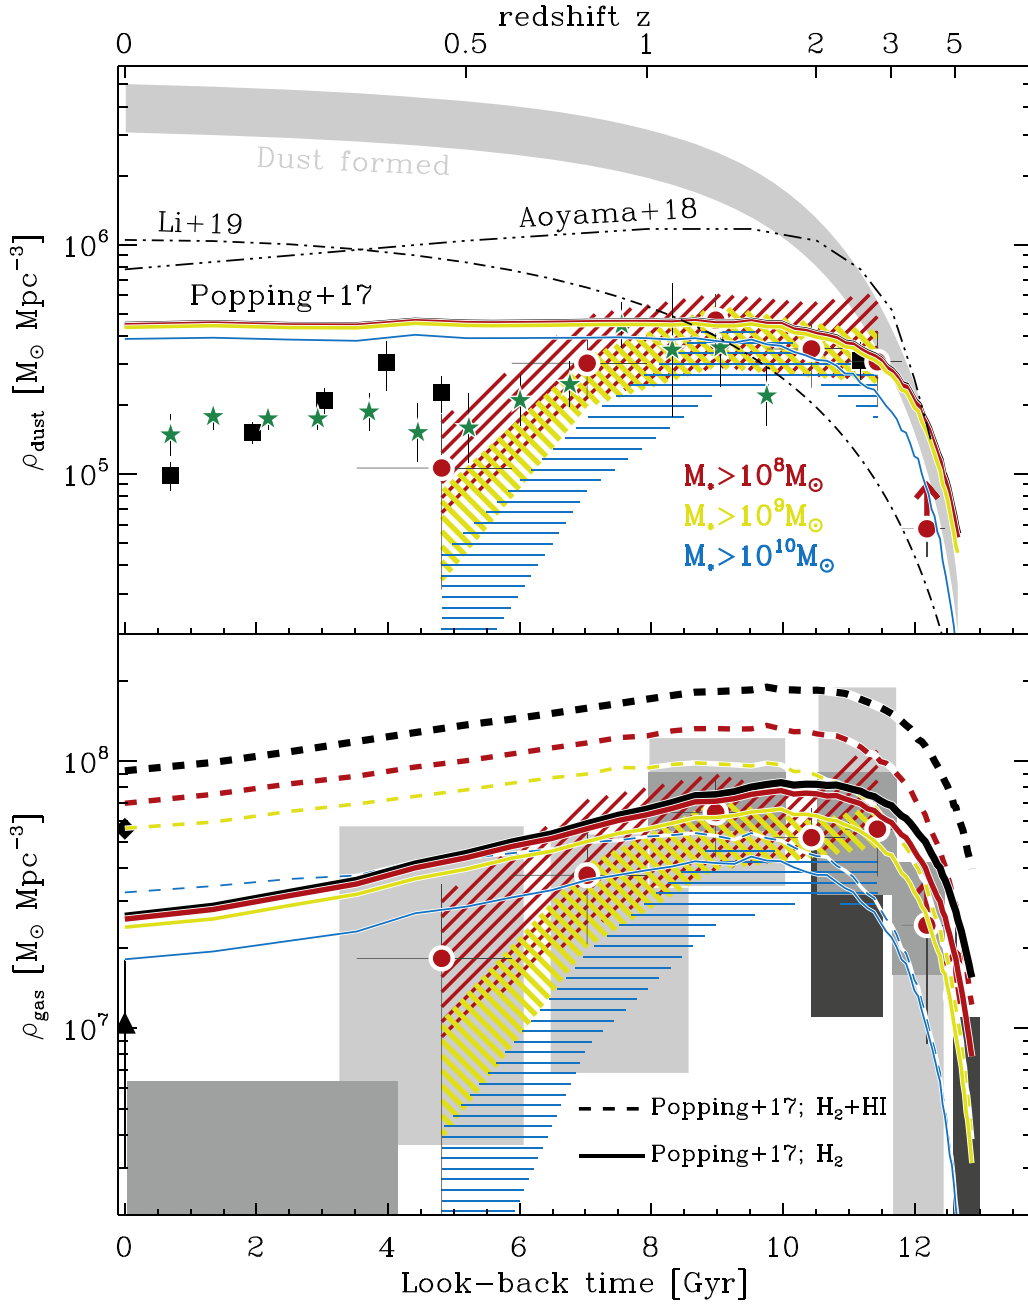 redshift z
0 0.5 1 2 3 5
Dust formed
Li+19
Aoyama+18
10⁶
Popping+17
ρdust [M⊙ Mpc⁻³]
10⁵
M*>10⁸M⊙
M*>10⁹M⊙
M*>10¹⁰M⊙
10⁸
ρgas [M⊙ Mpc⁻³]
10⁷
Popping+17; H₂+HI
Popping+17; H₂
0 2 4 6 8 10 12
Look-back time [Gyr]